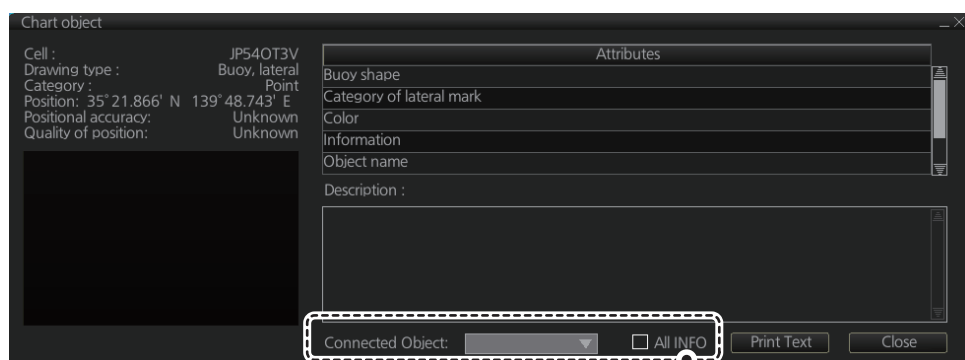 Chart object
Cell : JP54OT3V
Drawing type : Buoy, lateral
Category : Point
Position: 35°21.866' N 139°48.743' E
Positional accuracy: Unknown
Quality of position: Unknown
Attributes
Buoy shape
Category of lateral mark
Color
Information
Object name
Description :
Connected Object:
All INFO
Print Text
Close